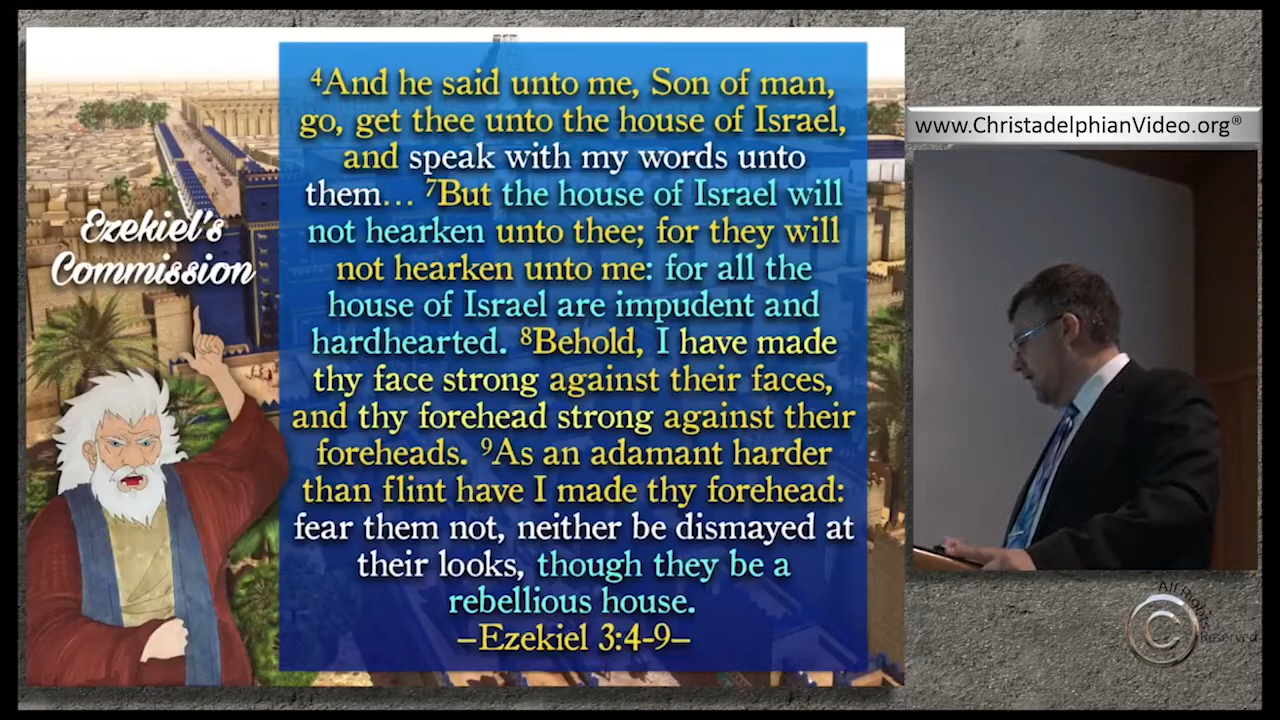 Ezekiel's
Commission
⁴And he said unto me, Son of man,
go, get thee unto the house of Israel,
and speak with my words unto
them... ⁷But the house of Israel will
not hearken unto thee; for they will
not hearken unto me: for all the
house of Israel are impudent and
hardhearted. ⁸Behold, I have made
thy face strong against their faces,
and thy forehead strong against their
foreheads. ⁹As an adamant harder
than flint have I made thy forehead:
fear them not, neither be dismayed at
their looks, though they be a
rebellious house.
–Ezekiel 3:4-9–
www.ChristadelphianVideo.org®
All Rights
Reserved
C